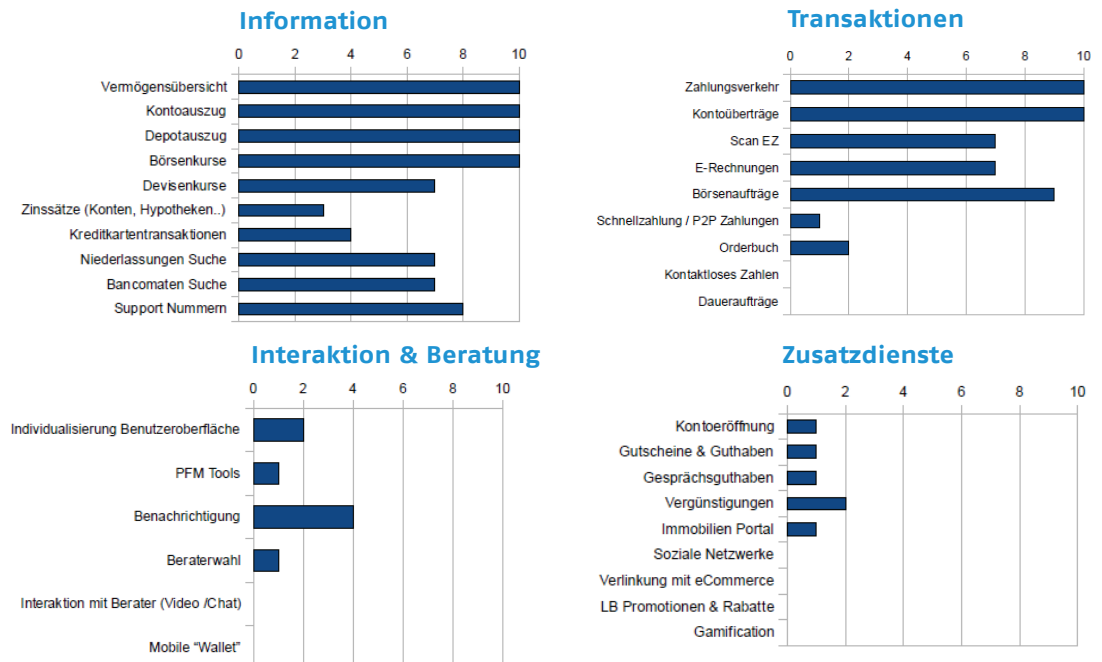 Information
0 2 4 6 8 10
Vermögensübersicht
Kontoauszug
Depotauszug
Börsenkurse
Devisenkurse
Zinssätze (Konten, Hypotheken..)
Kreditkartentransaktionen
Niederlassungen Suche
Bancomaten Suche
Support Nummern
Transaktionen
0 2 4 6 8 10
Zahlungsverkehr
Kontoüberträge
Scan EZ
E-Rechnungen
Börsenaufträge
Schnellzahlung / P2P Zahlungen
Orderbuch
Kontaktloses Zahlen
Daueraufträge
Interaktion & Beratung
0 2 4 6 8 10
Individualisierung Benutzeroberfläche
PFM Tools
Benachrichtigung
Beraterwahl
Interaktion mit Berater (Video /Chat)
Mobile “Wallet”
Zusatzdienste
0 2 4 6 8 10
Kontoeröffnung
Gutscheine & Guthaben
Gesprächsguthaben
Vergünstigungen
Immobilien Portal
Soziale Netzwerke
Verlinkung mit eCommerce
LB Promotionen & Rabatte
Gamification